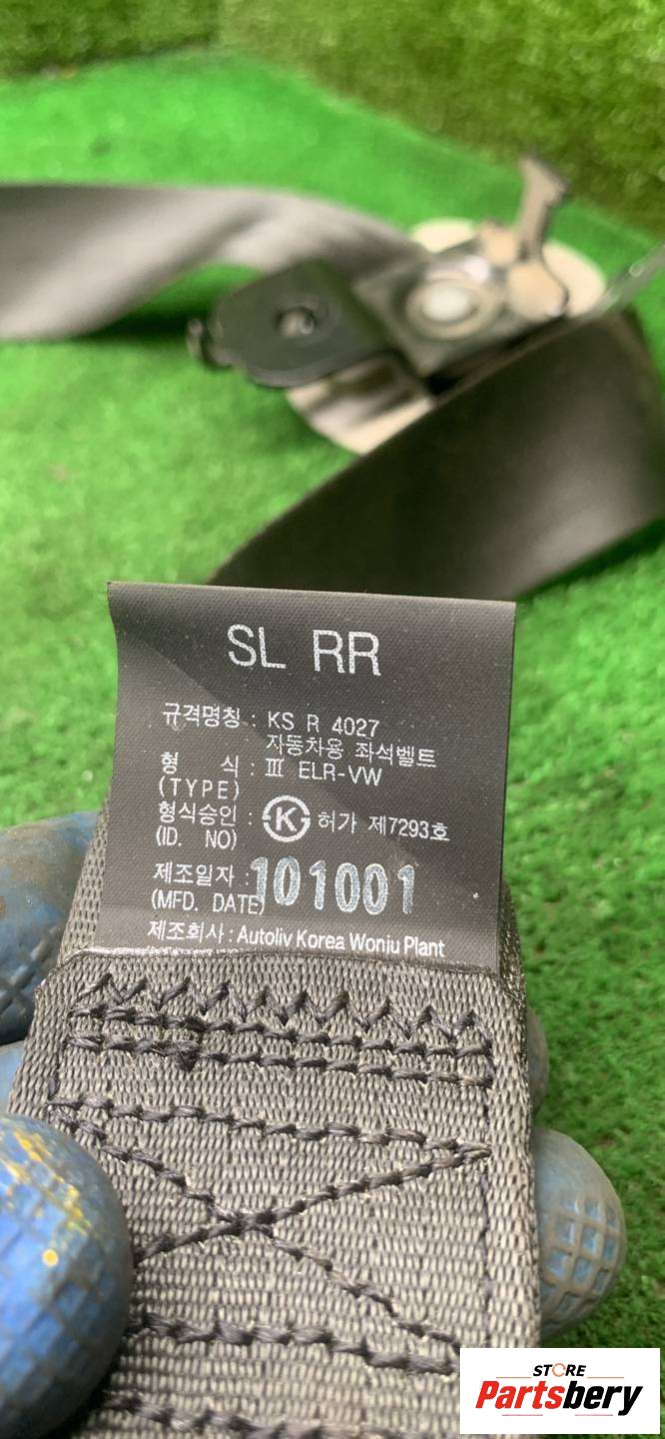 SL RR
규격명칭 : KS R 4027
자동차용 좌석벨트
형 식 : Ⅲ ELR-VW
(TYPE)
형식승인 : K 허가 제7293호
(ID. NO)
제조일자 : 101001
(MFD. DATE)
제조회사 : Autoliv Korea Wonju Plant
STORE
Partsbery